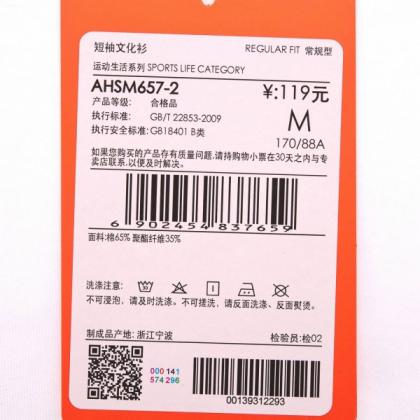 短袖文化衫 REGULAR FIT 常规型
运动生活系列 SPORTS LIFE CATEGORY
AHSM657-2 ¥:119元
产品等级: 合格品
执行标准: GB/T 22853-2009 M
执行安全标准: GB18401 B类 170/88A
如果您购买的产品存有质量问题,请持购物小票在30天之内与专
卖店联系,以便及时解决。
6 902454 837659
面料:棉65% 聚酯纤维35%
洗涤注意:
不可浸泡,请及时洗涤。不可搓洗,请反面洗涤、反面熨烫。
制成品产地:浙江宁波 检验员:检02
000 141
574 296
00139312293